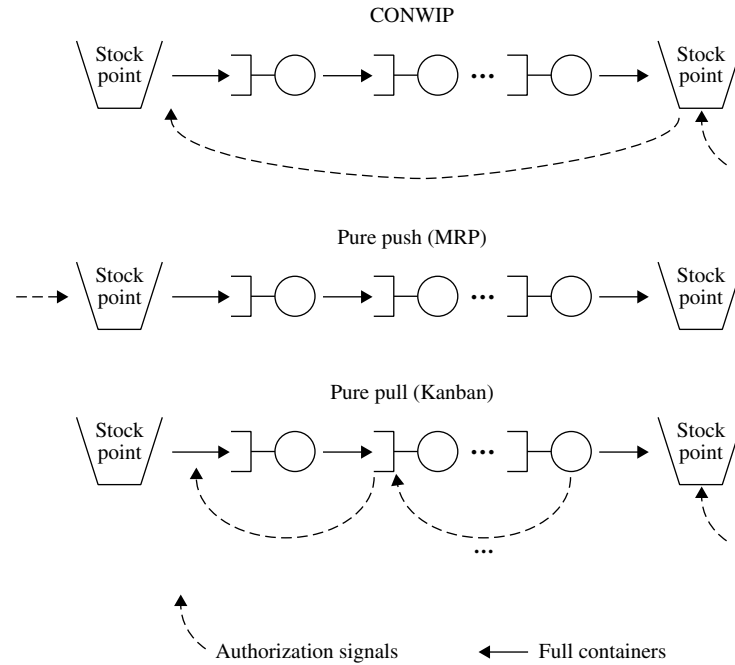 CONWIP
Stock
point
Stock
point
Pure push (MRP)
Stock
point
Stock
point
Pure pull (Kanban)
Stock
point
Stock
point
Authorization signals
Full containers